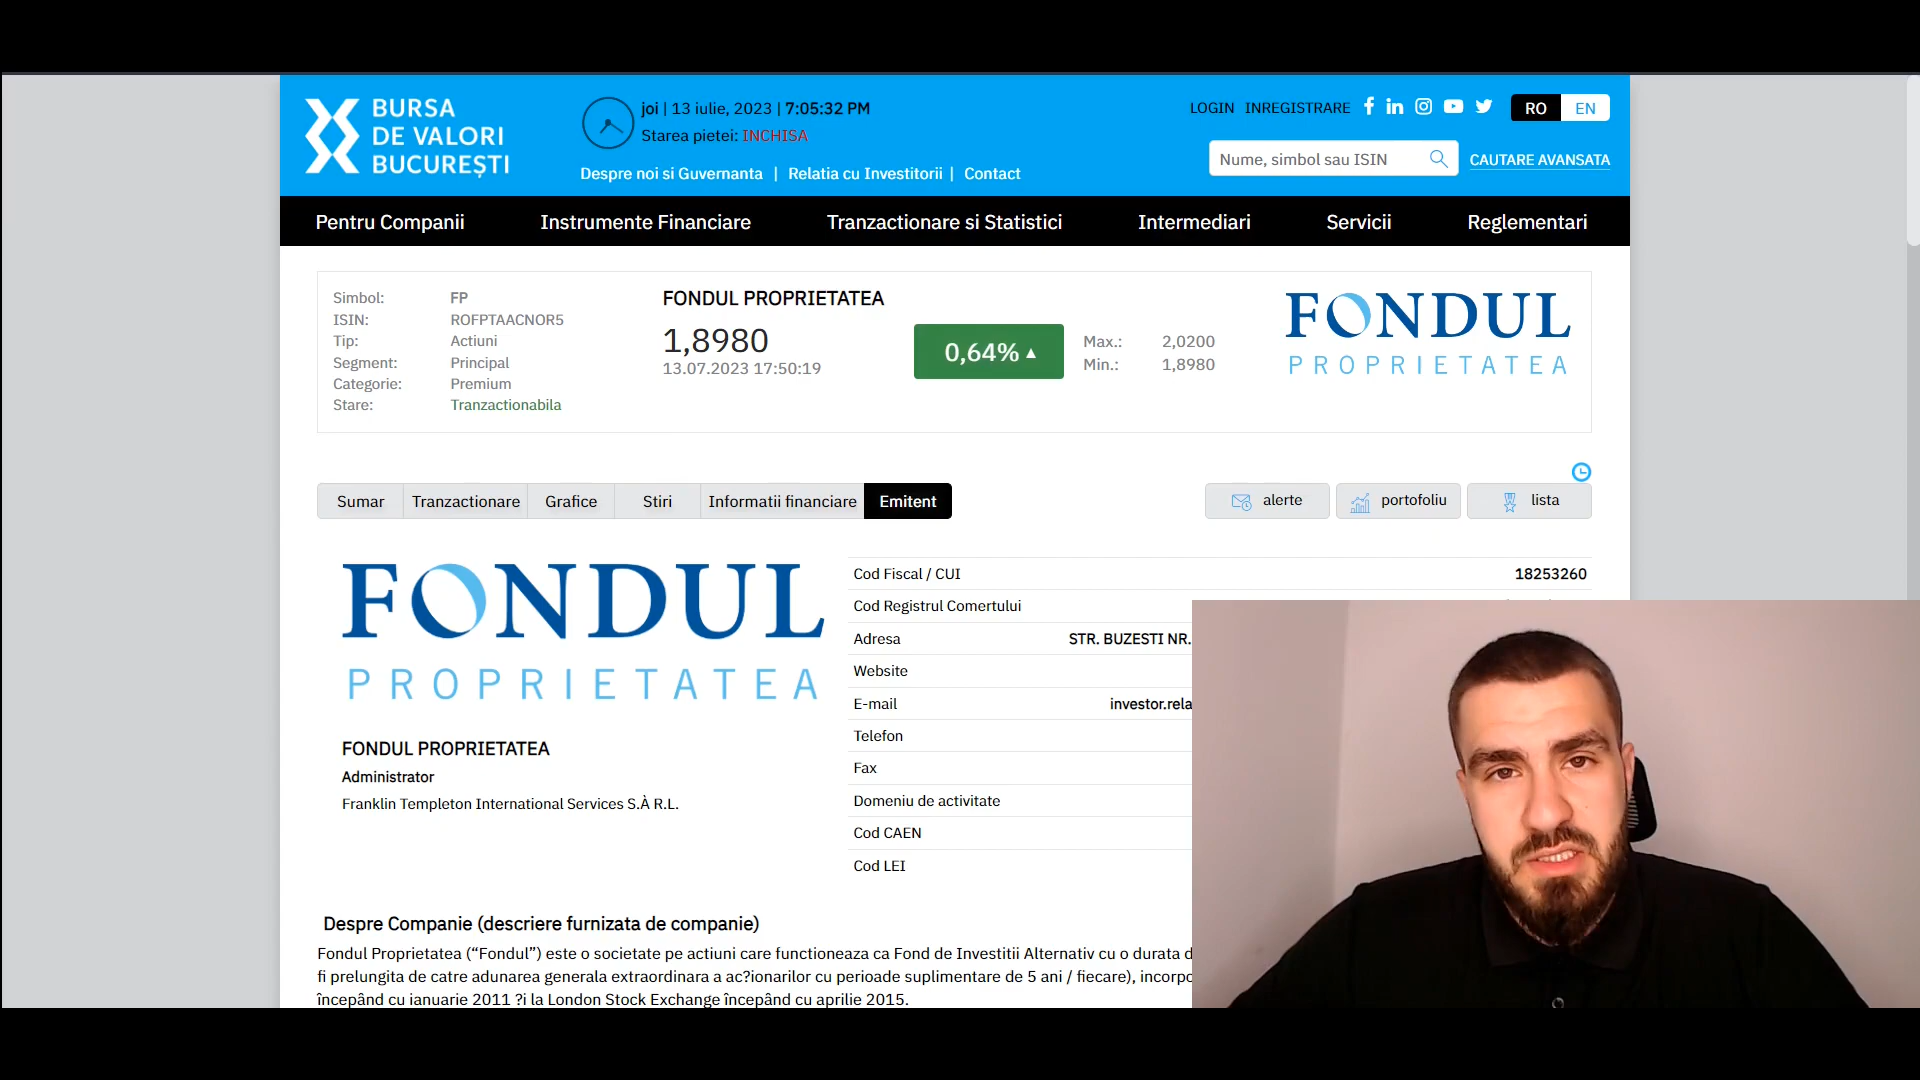 BURSA
DE VALORI
BUCUREȘTI
joi | 13 iulie, 2023 | 7:05:32 PM
Starea pietei: INCHISA
Despre noi si Guvernanta | Relatia cu Investitorii | Contact
LOGIN INREGISTRARE
RO EN
Nume, simbol sau ISIN
CAUTARE AVANSATA
Pentru Companii Instrumente Financiare Tranzactionare si Statistici Intermediari Servicii Reglementari
Simbol: FP
ISIN: ROFPTAACNOR5
Tip: Actiuni
Segment: Principal
Categorie: Premium
Stare: Tranzactionabila
FONDUL PROPRIETATEA
1,8980
13.07.2023 17:50:19
0,64% ▲
Max.: 2,0200
Min.: 1,8980
FONDUL
PROPRIETATEA
Sumar Tranzactionare Grafice Stiri Informatii financiare Emitent
alerte portofoliu lista
FONDUL
PROPRIETATEA
FONDUL PROPRIETATEA
Administrator
Franklin Templeton International Services S.À R.L.
Cod Fiscal / CUI 18253260
Cod Registrul Comertului
Adresa STR. BUZESTI NR.
Website
E-mail investor.rela
Telefon
Fax
Domeniu de activitate
Cod CAEN
Cod LEI
Despre Companie (descriere furnizata de companie)
Fondul Proprietatea (“Fondul”) este o societate pe actiuni care functioneaza ca Fond de Investitii Alternativ cu o durata d
fi prelungita de catre adunarea generala extraordinara a ac?ionarilor cu perioade suplimentare de 5 ani / fiecare), incorpo
începând cu ianuarie 2011 ?i la London Stock Exchange începând cu aprilie 2015.